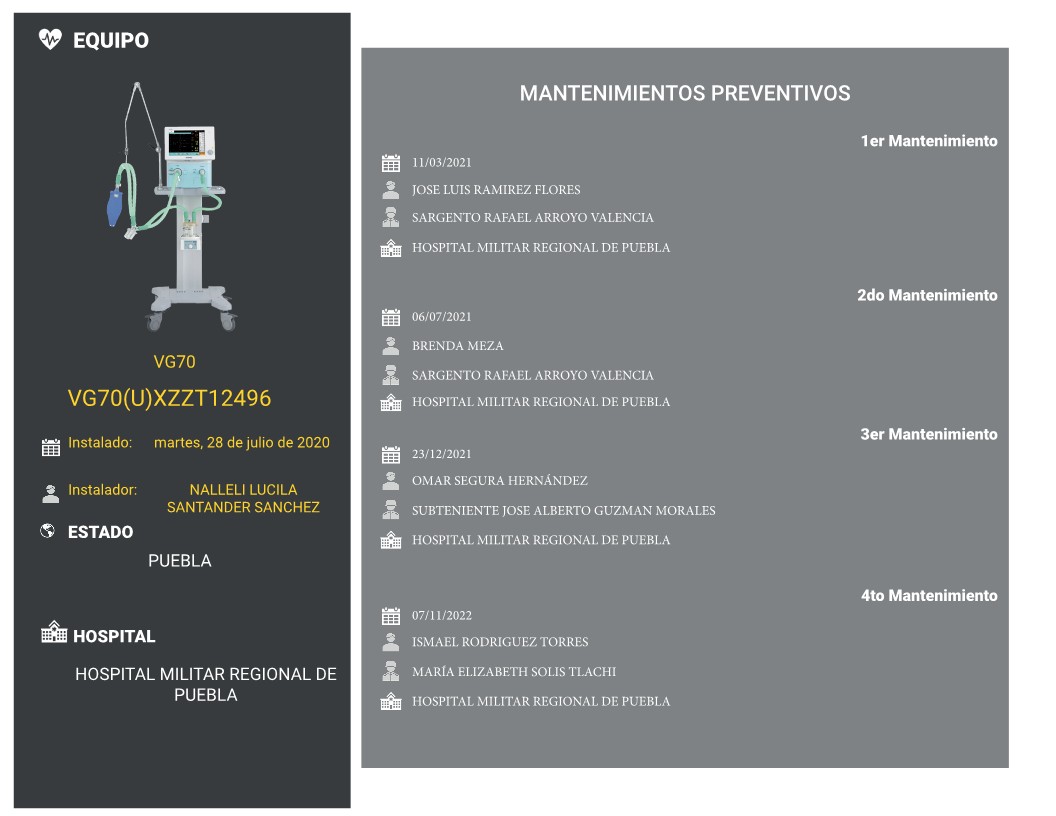 EQUIPO
VG70
VG70(U)XZZT12496
Instalado: martes, 28 de julio de 2020
Instalador: NALLELI LUCILA
SANTANDER SANCHEZ
ESTADO
PUEBLA
HOSPITAL
HOSPITAL MILITAR REGIONAL DE
PUEBLA
MANTENIMIENTOS PREVENTIVOS
1er Mantenimiento
11/03/2021
JOSE LUIS RAMIREZ FLORES
SARGENTO RAFAEL ARROYO VALENCIA
HOSPITAL MILITAR REGIONAL DE PUEBLA
2do Mantenimiento
06/07/2021
BRENDA MEZA
SARGENTO RAFAEL ARROYO VALENCIA
HOSPITAL MILITAR REGIONAL DE PUEBLA
3er Mantenimiento
23/12/2021
OMAR SEGURA HERNÁNDEZ
SUBTENIENTE JOSE ALBERTO GUZMAN MORALES
HOSPITAL MILITAR REGIONAL DE PUEBLA
4to Mantenimiento
07/11/2022
ISMAEL RODRIGUEZ TORRES
MARÍA ELIZABETH SOLIS TLACHI
HOSPITAL MILITAR REGIONAL DE PUEBLA